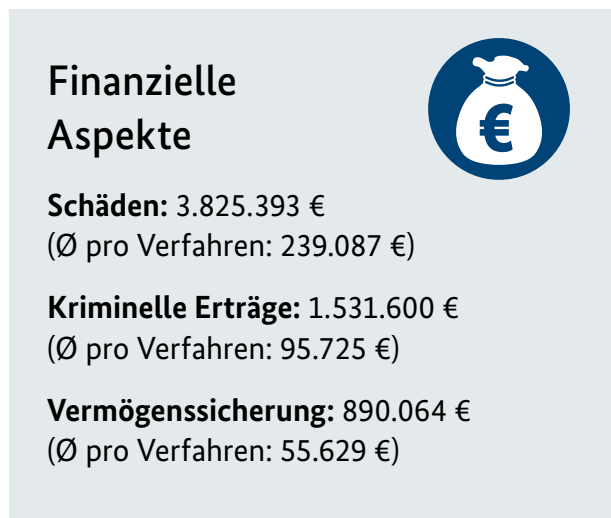 Finanzielle
Aspekte
€
Schäden: 3.825.393 €
(Ø pro Verfahren: 239.087 €)
Kriminelle Erträge: 1.531.600 €
(Ø pro Verfahren: 95.725 €)
Vermögenssicherung: 890.064 €
(Ø pro Verfahren: 55.629 €)